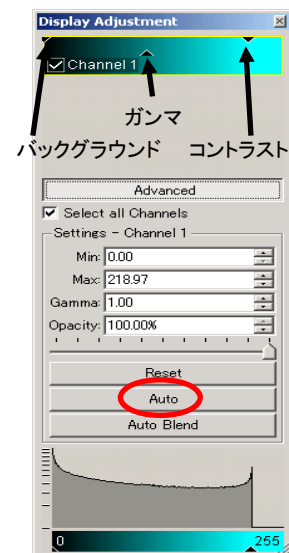 Display Adjustment
Channel 1
ガンマ
バックグラウンド コントラスト
Advanced
Select all Channels
Settings - Channel 1
Min: 0.00
Max: 218.97
Gamma: 1.00
Opacity: 100.00%
Reset
Auto
Auto Blend
0 255